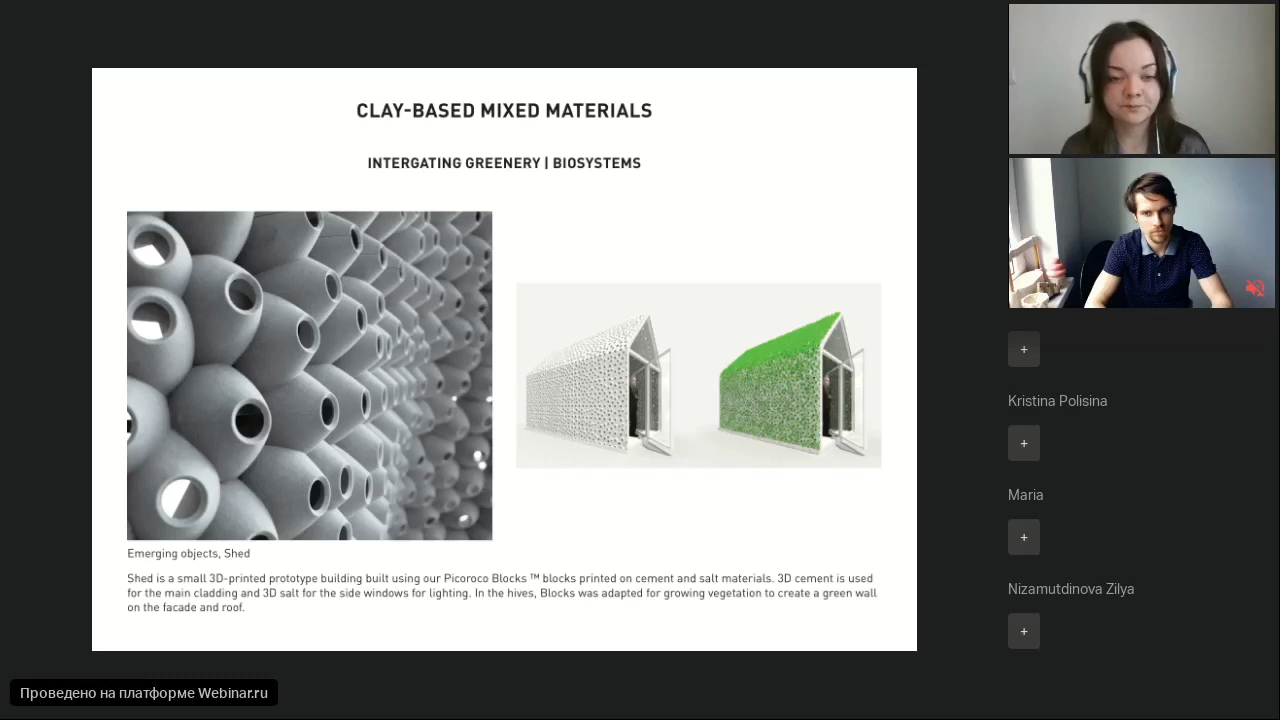 CLAY-BASED MIXED MATERIALS
INTERGATING GREENERY | BIOSYSTEMS
Emerging objects, Shed
Shed is a small 3D-printed prototype building built using our Picoroco Blocks ™ blocks printed on cement and salt materials. 3D cement is used
for the main cladding and 3D salt for the side windows for lighting. In the hives, Blocks was adapted for growing vegetation to create a green wall
on the facade and roof.
+
Kristina Polisina
+
Maria
+
Nizamutdinova Zilya
+
Проведено на платформе Webinar.ru